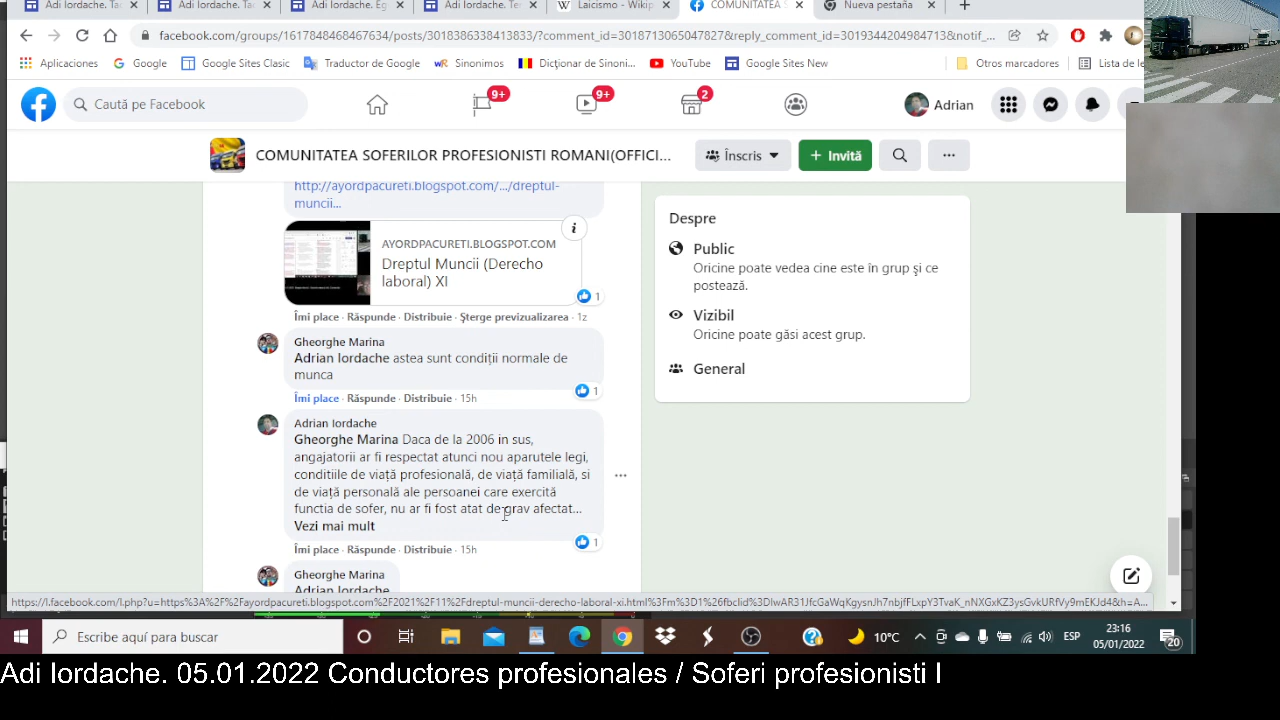 Adi Iordache. Ta
Adi Iordache. Ta
Adi Iordache. Eg
Adi Iordache. Te
Laicismo - Wikip
COMUNITATEA S
Nueva pestaña
facebook.com/groups/1617848468467634/posts/
Aplicaciones
Google
Google Sites Clasic
Traductor de Google
Sinonimos
Dicționar de Sinoni...
YouTube
Google Sites New
Otros marcadores
Lista de le
Caută pe Facebook
9+
9+
2
Adrian
COMUNITATEA SOFERILOR PROFESIONISTI ROMANI(OFFICI...
Înscris
+ Invită
http://ayordpacureti.blogspot.com/.../dreptul-
muncii...
AYORDPACURETI.BLOGSPOT.COM
Dreptul Muncii (Derecho
laboral) XI
1
Îmi place · Răspunde · Distribuie · Şterge previzualizarea · 1z
Gheorghe Marina
Adrian Iordache astea sunt condiții normale de
munca
1
Îmi place · Răspunde · Distribuie · 15h
Adrian Iordache
Gheorghe Marina Daca de la 2006 in sus,
angajatorii ar fi respectat atunci nou aparutele legi,
conditiile de viață profesională, de viață familială, si
de viață personală ale persoanei care exercită
functia de sofer, nu ar fi fost atat de grav afectat...
Vezi mai mult
1
Îmi place · Răspunde · Distribuie · 15h
Gheorghe Marina
Adrian Iordache
Despre
Public
Oricine poate vedea cine este în grup şi ce
postează.
Vizibil
Oricine poate găsi acest grup.
General
Escribe aquí para buscar
10°C
ESP
23:16
05/01/2022
20
Adi Iordache. 05.01.2022 Conductores profesionales / Soferi profesionisti I